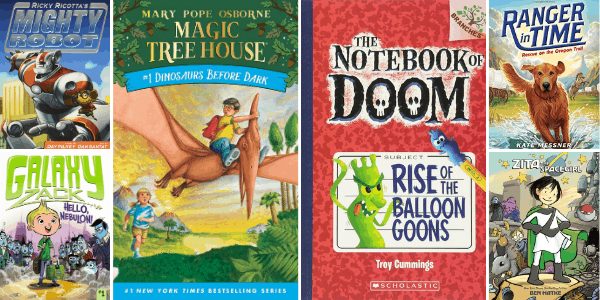 RICKY RICOTTA'S
MIGHTY
ROBOT
DAV PILKEY DAN SANTAT
GALAXY
ZACK
HELLO,
NEBULON!
#1
MARY POPE OSBORNE
MAGIC
TREE HOUSE
#1 DINOSAURS BEFORE DARK
#1 NEW YORK TIMES BESTSELLING SERIES
BRANCHES
THE
NOTEBOOK OF
DOOM
SUBJECT
RISE OF
THE
BALLOON
GOONS
Troy Cummings
SCHOLASTIC
RANGER
in TIME
Rescue on the Oregon Trail
KATE MESSNER
ZITA THE
SPACEGIRL
BEN HATKE